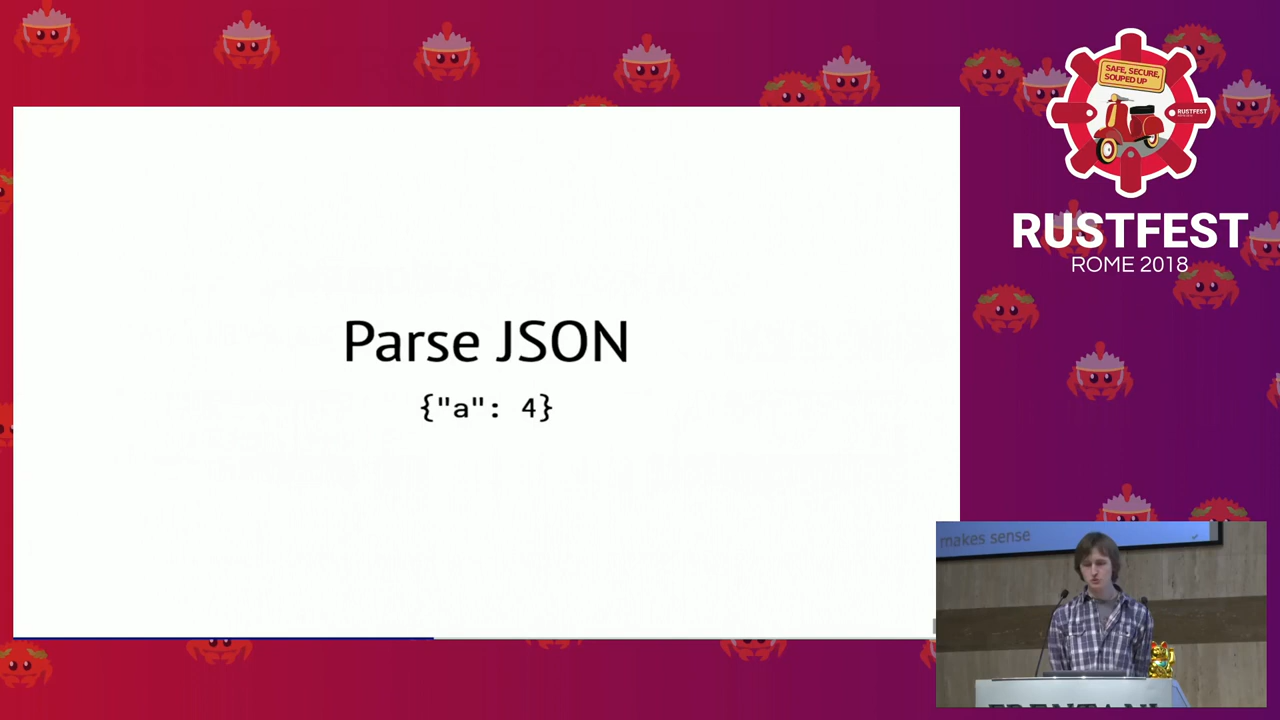 Parse JSON
{"a": 4}
SAFE, SECURE,
SOUPED UP
RUSTFEST
RUSTFEST
ROME 2018
makes sense